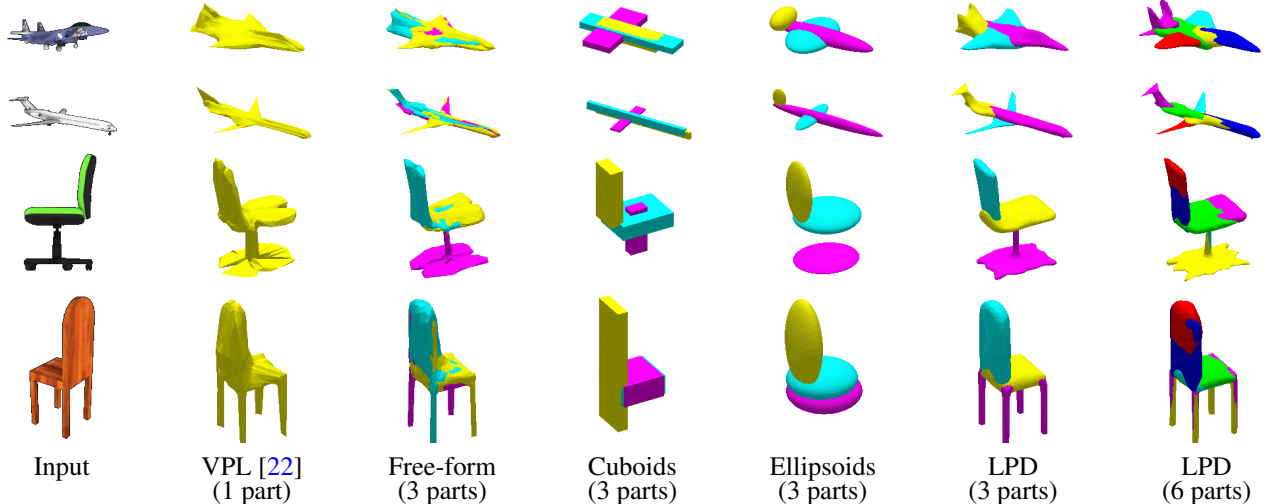 Input VPL [22] Free-form Cuboids Ellipsoids LPD LPD
(1 part) (3 parts) (3 parts) (3 parts) (3 parts) (6 parts)